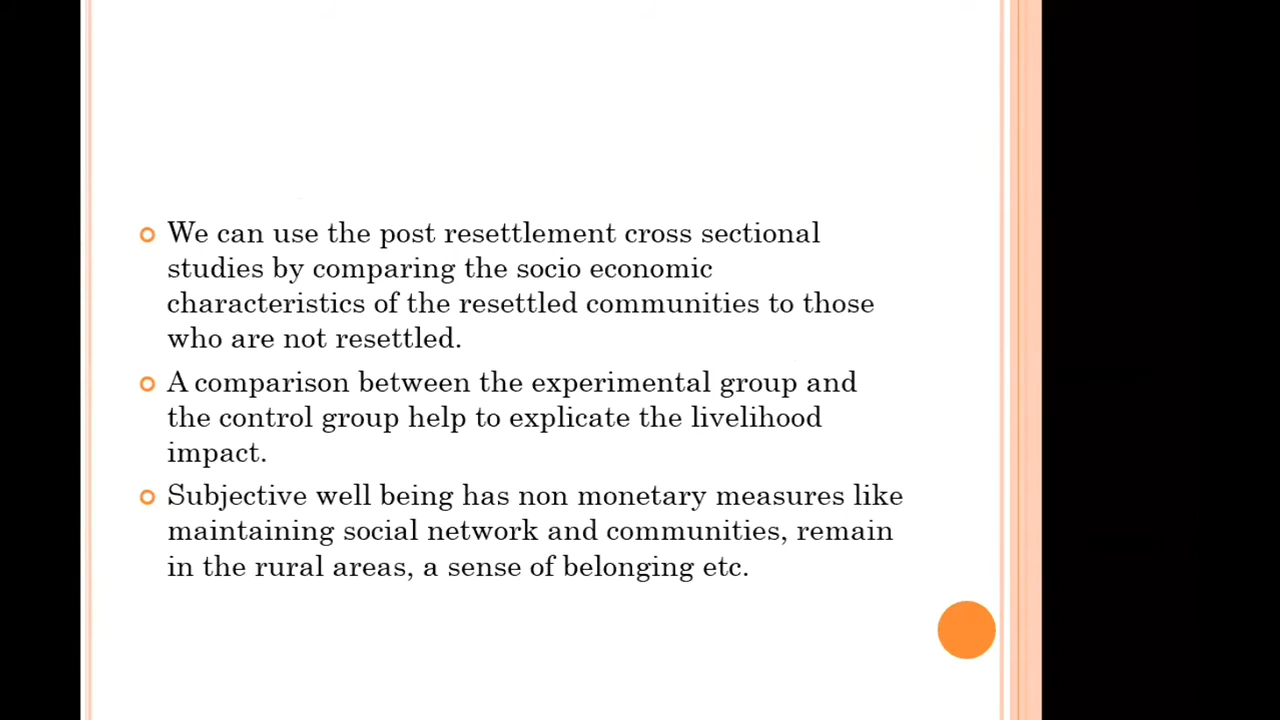 We can use the post resettlement cross sectional
studies by comparing the socio economic
characteristics of the resettled communities to those
who are not resettled.
A comparison between the experimental group and
the control group help to explicate the livelihood
impact.
Subjective well being has non monetary measures like
maintaining social network and communities, remain
in the rural areas, a sense of belonging etc.